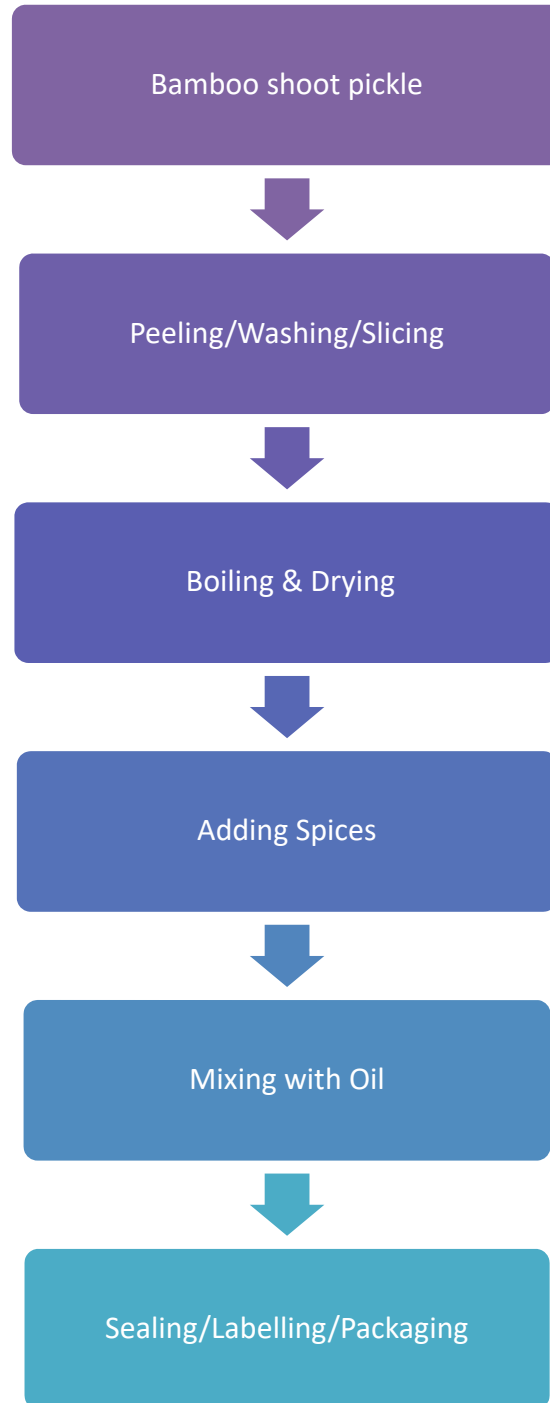 Bamboo shoot pickle
Peeling/Washing/Slicing
Boiling & Drying
Adding Spices
Mixing with Oil
Sealing/Labelling/Packaging